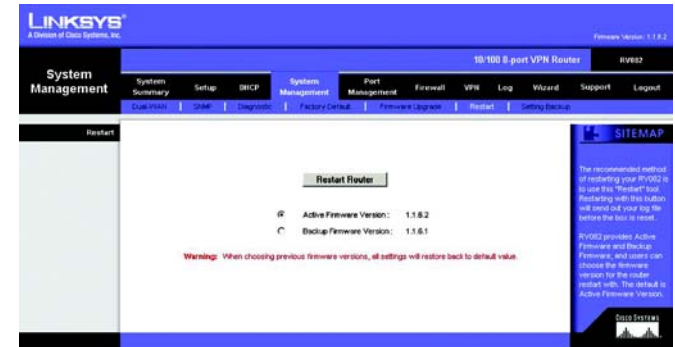 LINKSYS®
A Division of Cisco Systems, Inc.
Firmware Version: 1.1.6.2
10/100 8-port VPN Router
RV082
System Management
System Summary
Setup
DHCP
System Management
Port Management
Firewall
VPN
Log
Wizard
Support
Logout
Dual-WAN | SNMP | Diagnostic | Factory Default | Firmware Upgrade | Restart | Setting Backup
Restart
Restart Router
Active Firmware Version : 1.1.6.2
Backup Firmware Version : 1.1.6.1
Warning: When choosing previous firmware versions, all settings will restore back to default value.
SITEMAP
The recommended method
of restarting your RV082 is
to use this "Restart" tool.
Restarting with this button
will send out your log file
before the box is reset.
RV082 provides Active
Firmware and Backup
Firmware, and users can
choose the firmware
version for the router
restart with. The default is
Active Firmware Version.
CISCO SYSTEMS